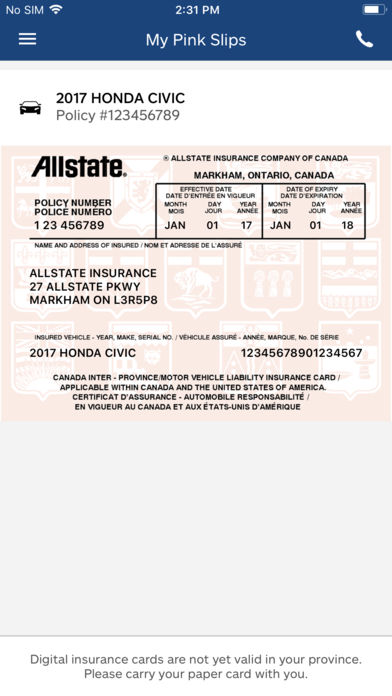 No SIM 2:31 PM
My Pink Slips
2017 HONDA CIVIC
Policy #123456789
Allstate.
® ALLSTATE INSURANCE COMPANY OF CANADA
MARKHAM, ONTARIO, CANADA
POLICY NUMBER
POLICE NUMÉRO
1 23 456789
EFFECTIVE DATE
DATE D'ENTRÉE EN VIGUEUR
MONTH DAY YEAR
MOIS JOUR ANNÉE
JAN 01 17
DATE OF EXPIRY
DATE D'EXPIRATION
MONTH DAY YEAR
MOIS JOUR ANNÉE
JAN 01 18
NAME AND ADDRESS OF INSURED / NOM ET ADRESSE DE L'ASSURÉ
ALLSTATE INSURANCE
27 ALLSTATE PKWY
MARKHAM ON L3R5P8
INSURED VEHICLE - YEAR, MAKE, SERIAL NO. / VÉHICULE ASSURÉ - ANNÉE, MARQUE, No. DE SÉRIE
2017 HONDA CIVIC 12345678901234567
CANADA INTER - PROVINCE/MOTOR VEHICLE LIABILITY INSURANCE CARD /
APPLICABLE WITHIN CANADA AND THE UNITED STATES OF AMERICA.
CERTIFICAT D'ASSURANCE - AUTOMOBILE RESPONSABILITÉ /
EN VIGUEUR AU CANADA ET AUX ÉTATS-UNIS D'AMÉRIQUE
Digital insurance cards are not yet valid in your province.
Please carry your paper card with you.